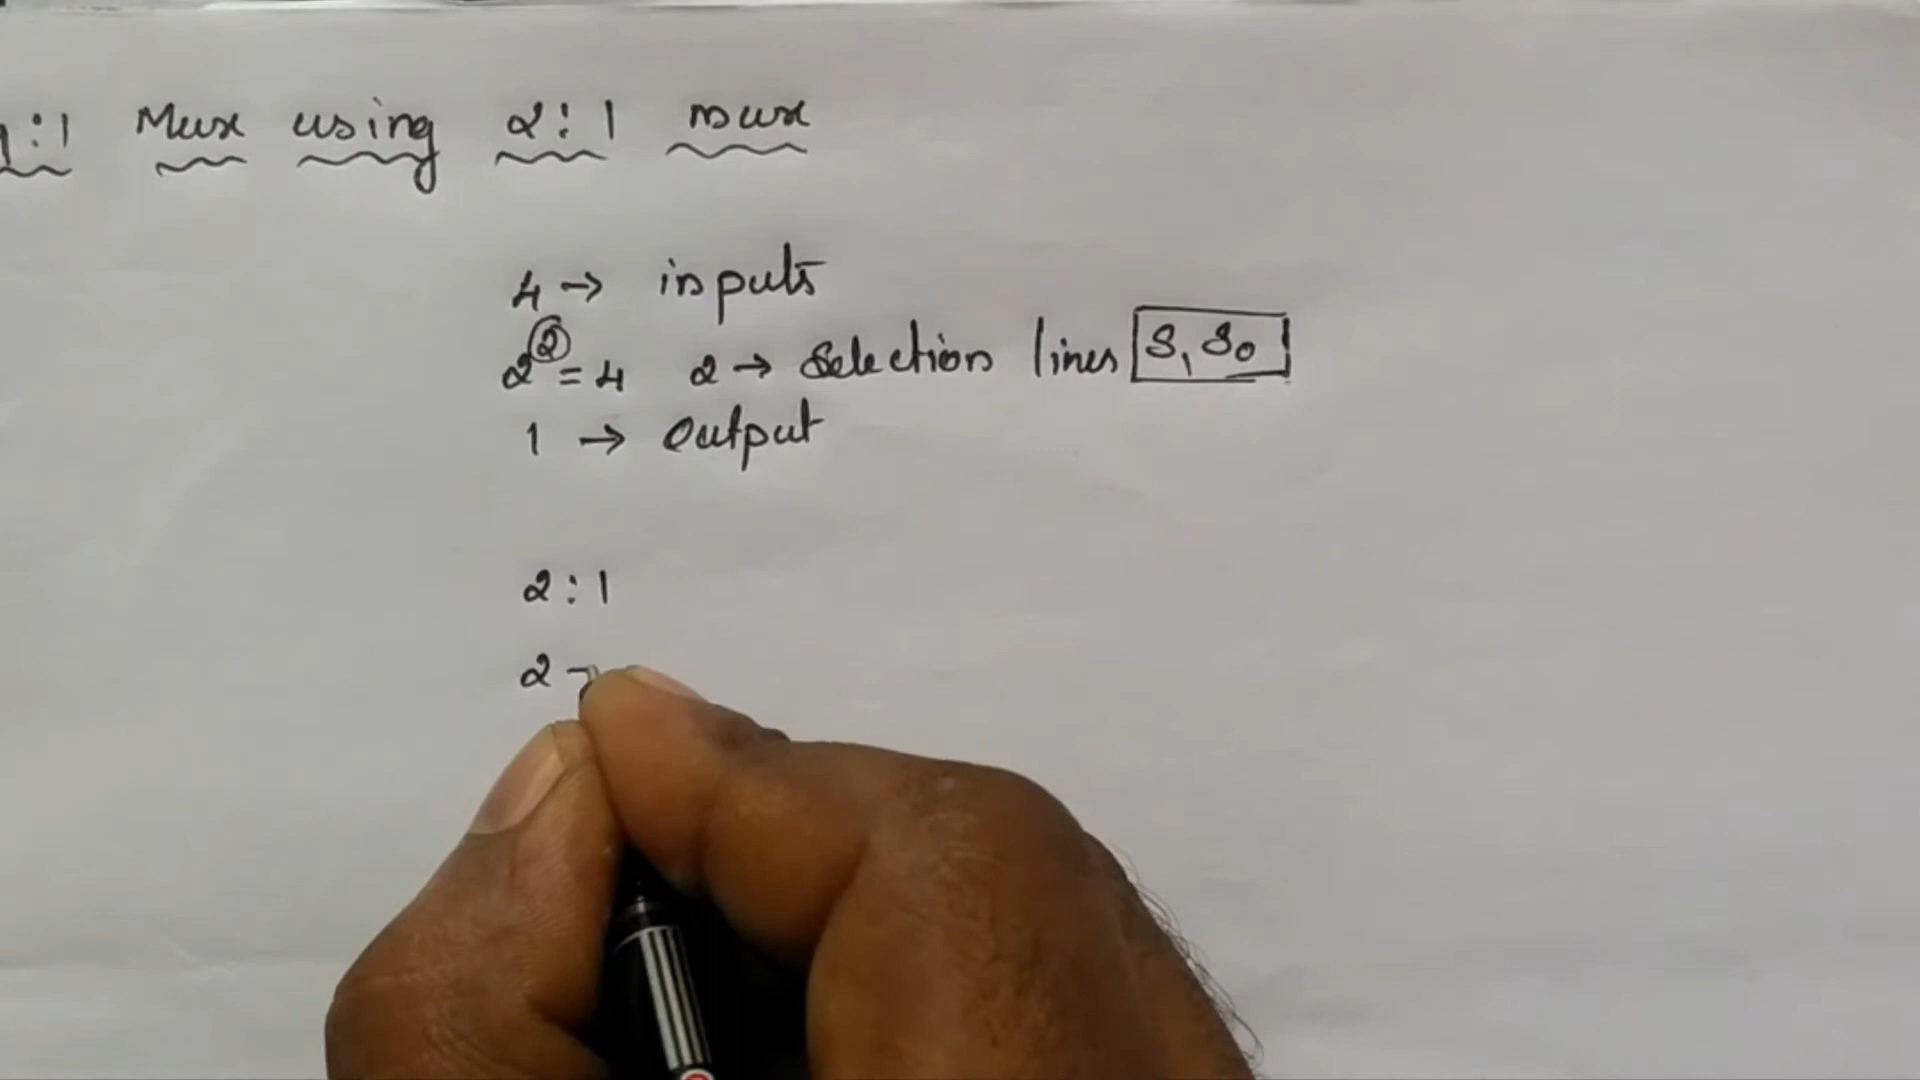 :1 Mux using 2:1 mux
4 → inputs
2² = 4 2 → Selection lines S₁ S₀
1 → Output
2 : 1
2 →